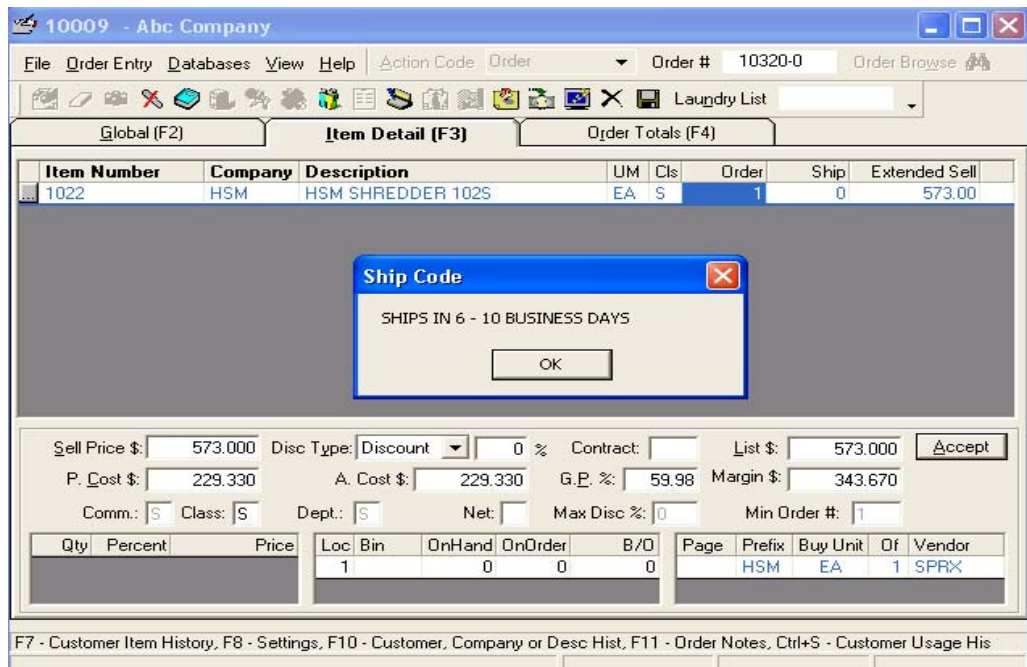 10009 - Abc Company
File Order Entry Databases View Help Action Code Order Order # 10320-0 Order Browse
Laundry List
Global (F2) Item Detail (F3) Order Totals (F4)
Item Number Company Description UM Cls Order Ship Extended Sell
... 1022 HSM HSM SHREDDER 102S EA S 1 0 573.00
Ship Code
SHIPS IN 6 - 10 BUSINESS DAYS
OK
Sell Price $: 573.000 Disc Type: Discount 0 % Contract: List $: 573.000 Accept
P. Cost $: 229.330 A. Cost $: 229.330 G.P. %: 59.98 Margin $: 343.670
Comm.: S Class: S Dept.: S Net: Max Disc %: 0 Min Order #: 1
Qty Percent Price Loc Bin OnHand OnOrder B/O Page Prefix Buy Unit Of Vendor
1 0 0 0 HSM EA 1 SPRX
F7 - Customer Item History, F8 - Settings, F10 - Customer, Company or Desc Hist, F11 - Order Notes, Ctrl+S - Customer Usage His